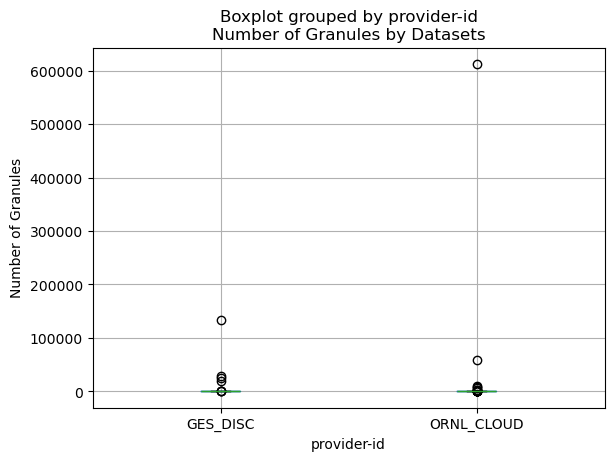 Boxplot grouped by provider-id
Number of Granules by Datasets
600000
500000
400000
300000
200000
100000
0
Number of Granules
GES_DISC
ORNL_CLOUD
provider-id